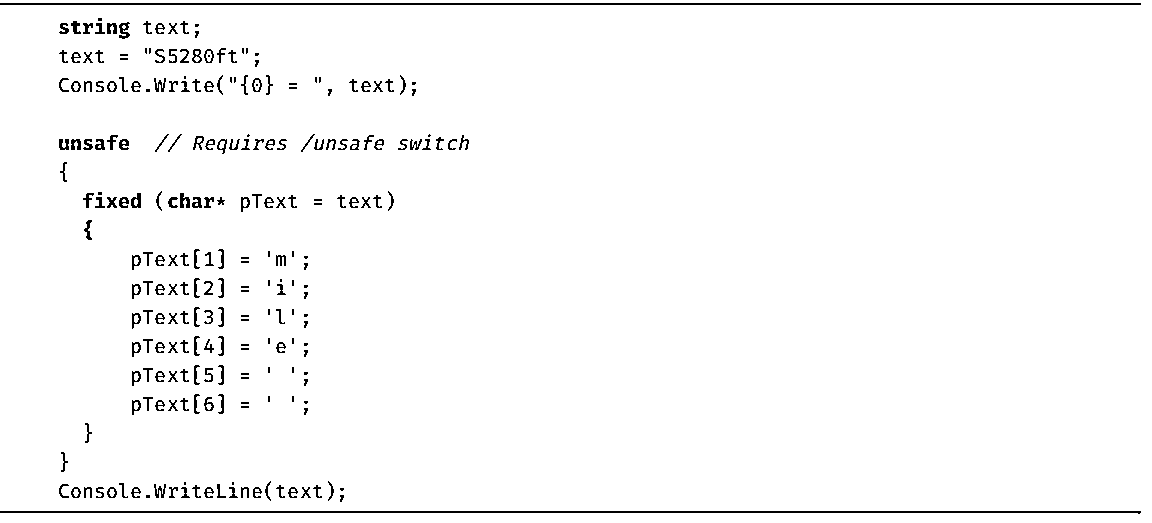 string text;
text = "S5280ft";
Console.Write("{0} = ", text);
unsafe // Requires /unsafe switch
{
fixed (char* pText = text)
{
pText[1] = 'm';
pText[2] = 'i';
pText[3] = 'l';
pText[4] = 'e';
pText[5] = ' ';
pText[6] = ' ';
}
}
Console.WriteLine(text);